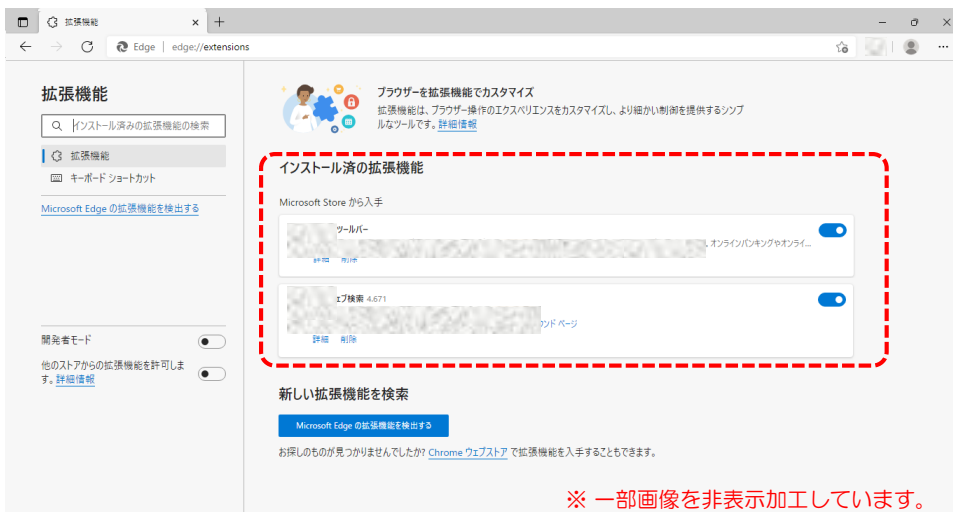 拡張機能
Edge | edge://extensions
拡張機能
インストール済みの拡張機能の検索
拡張機能
キーボード ショートカット
Microsoft Edge の拡張機能を検出する
開発者モード
他のストアからの拡張機能を許可しま
す。詳細情報
ブラウザーを拡張機能でカスタマイズ
拡張機能は、ブラウザー操作のエクスペリエンスをカスタマイズし、より細かい制御を提供するシンプ
ルなツールです。詳細情報
インストール済の拡張機能
Microsoft Store から入手
ツールバー
オンラインバンキングやオンライ...
詳細 削除
ェブ検索 4.671
ウンド ページ
詳細 削除
新しい拡張機能を検索
Microsoft Edge の拡張機能を検出する
お探しのものが見つかりませんでしたか? Chrome ウェブストア で拡張機能を入手することもできます。
※ 一部画像を非表示加工しています。